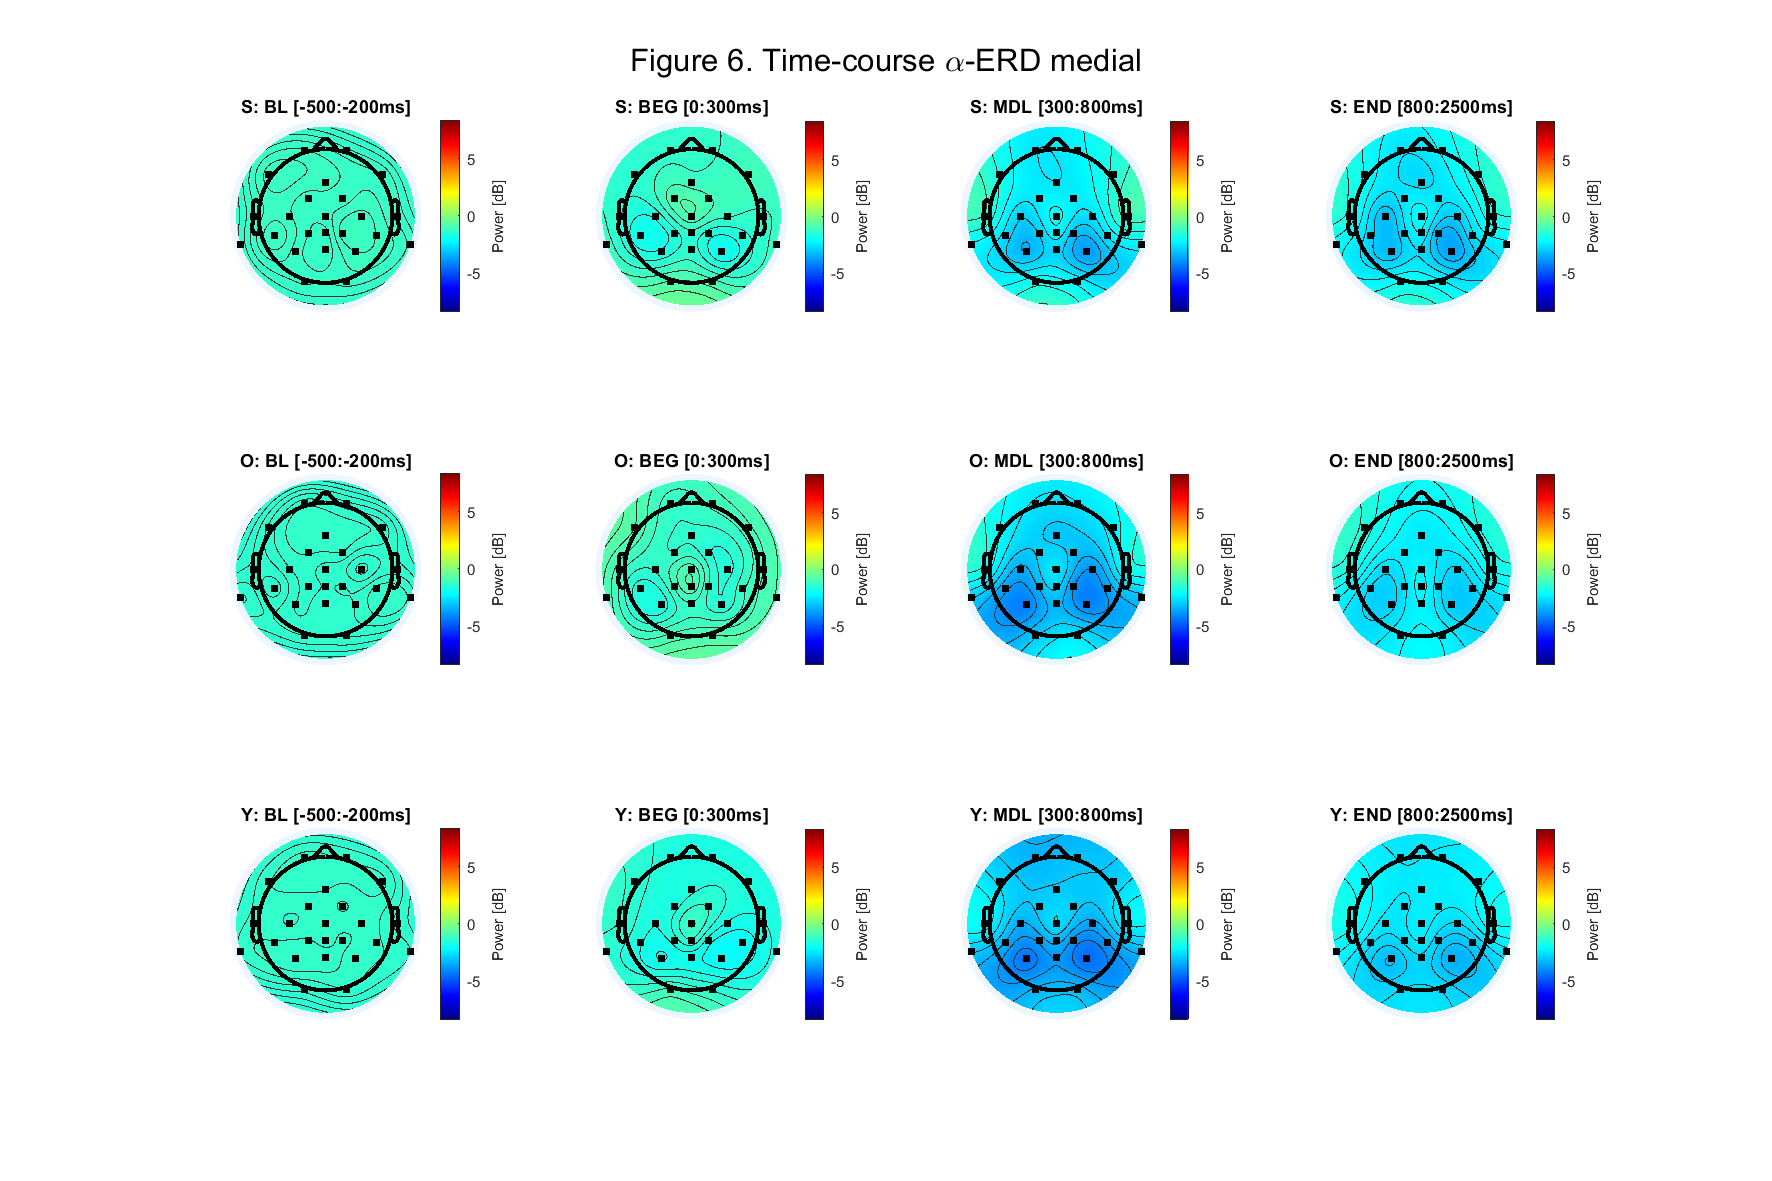 Figure 6. Time-course α-ERD medial
S: BL [-500:-200ms]
5
0
-5
Power [dB]
S: BEG [0:300ms]
5
0
-5
Power [dB]
S: MDL [300:800ms]
5
0
-5
Power [dB]
S: END [800:2500ms]
5
0
-5
Power [dB]
O: BL [-500:-200ms]
5
0
-5
Power [dB]
O: BEG [0:300ms]
5
0
-5
Power [dB]
O: MDL [300:800ms]
5
0
-5
Power [dB]
O: END [800:2500ms]
5
0
-5
Power [dB]
Y: BL [-500:-200ms]
5
0
-5
Power [dB]
Y: BEG [0:300ms]
5
0
-5
Power [dB]
Y: MDL [300:800ms]
5
0
-5
Power [dB]
Y: END [800:2500ms]
5
0
-5
Power [dB]